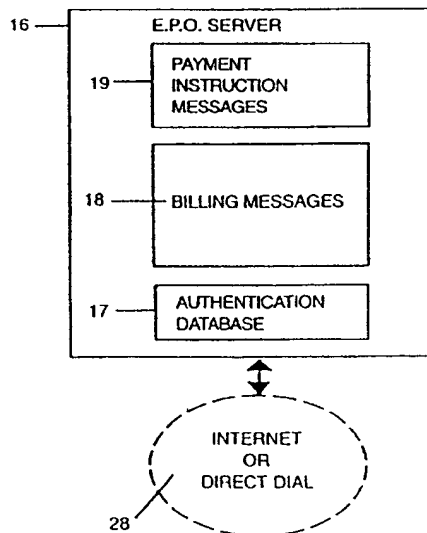 16
E.P.O. SERVER
19
PAYMENT
INSTRUCTION
MESSAGES
18
BILLING MESSAGES
17
AUTHENTICATION
DATABASE
INTERNET
OR
DIRECT DIAL
28